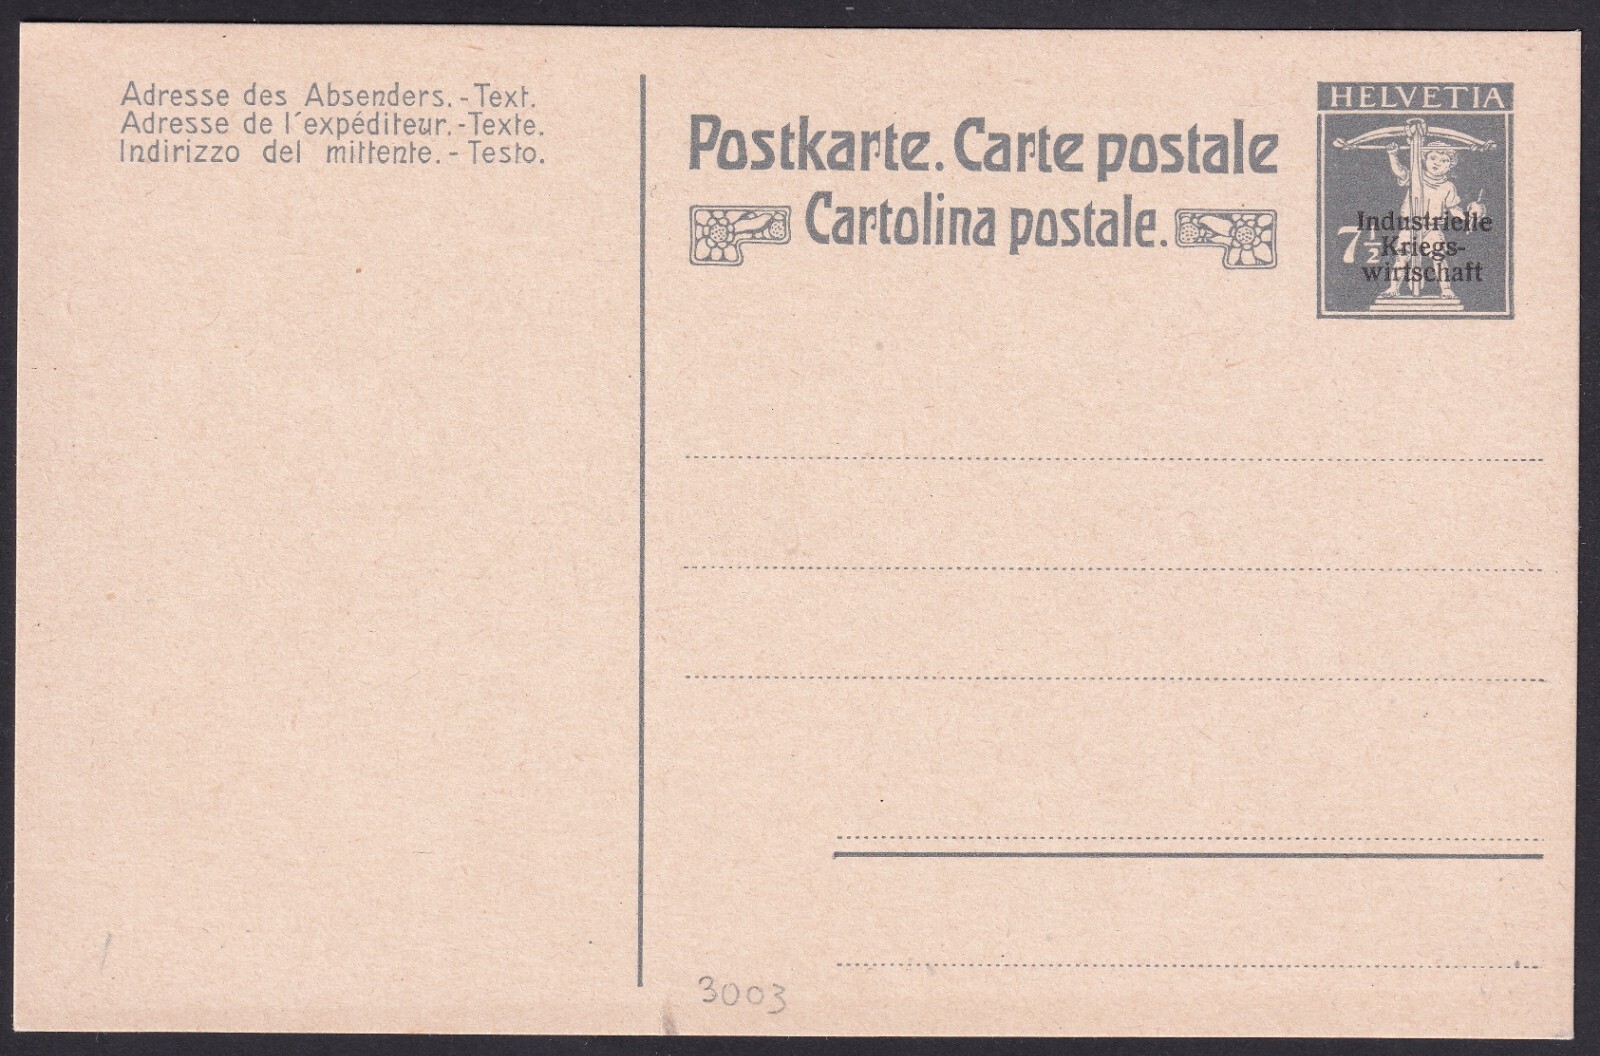 Adresse des Absenders. - Text.
Adresse de l'expéditeur. - Texte.
Indirizzo del mittente. - Testo.
Postkarte. Carte postale
Cartolina postale.
HELVETIA
7½
Industrielle
Kriegs-
wirtschaft
3003